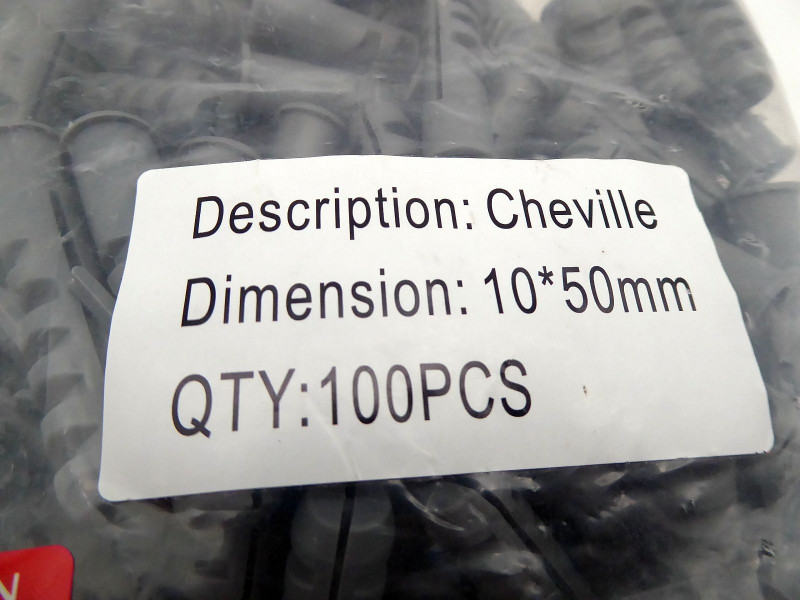 Description: Cheville
Dimension: 10*50mm
QTY:100PCS
N